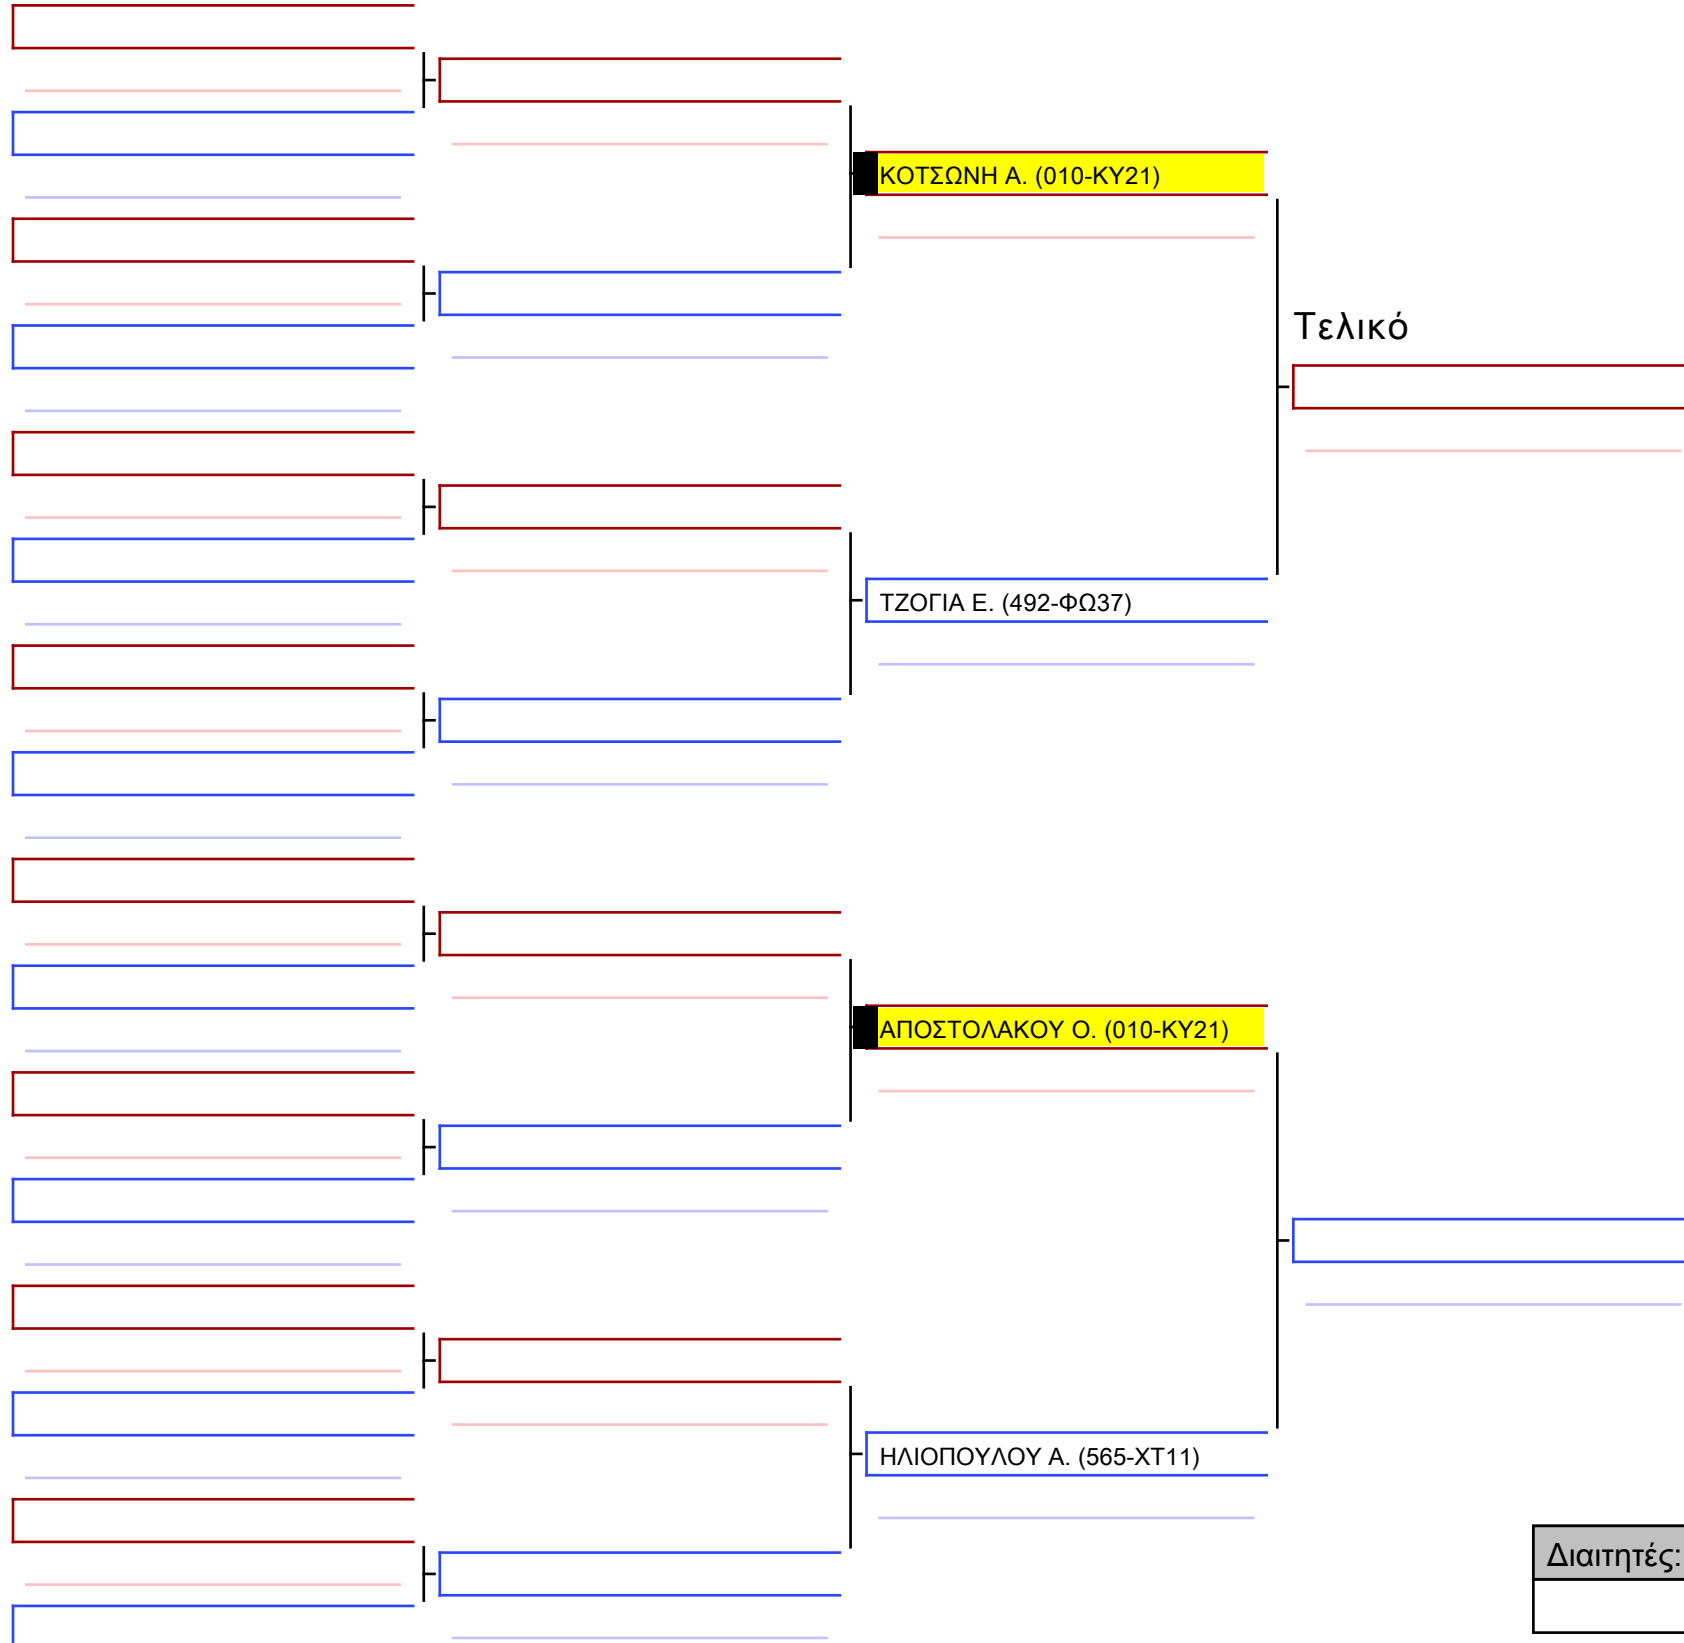 ΚΟΤΣΩΝΗ Α. (010-ΚΥ21)
Τελικό
ΤΖΟΓΙΑ Ε. (492-ΦΩ37)
ΑΠΟΣΤΟΛΑΚΟΥ Ο. (010-ΚΥ21)
ΗΛΙΟΠΟΥΛΟΥ Α. (565-ΧΤ11)
Διαιτητές: